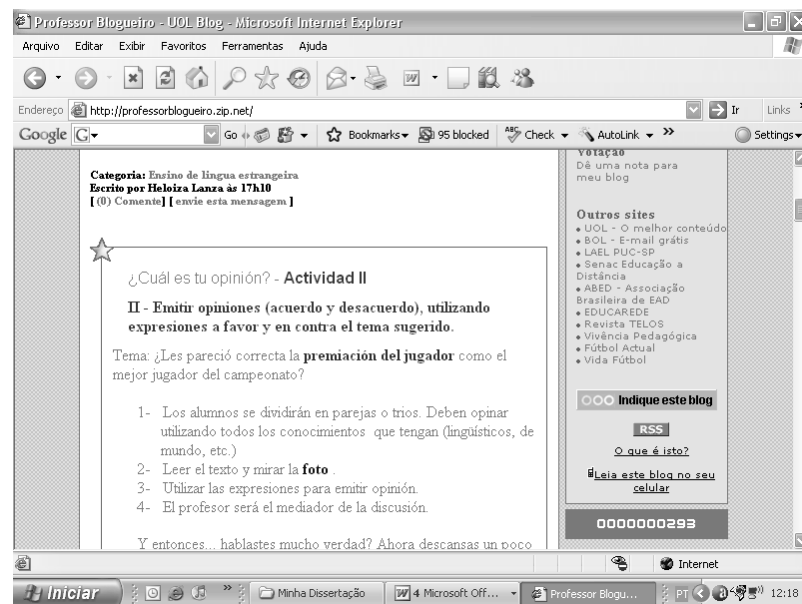 Professor Blogueiro - UOL Blog - Microsoft Internet Explorer
Arquivo Editar Exibir Favoritos Ferramentas Ajuda
Endereço http://professorblogueiro.zip.net/ Ir Links
Google G Go Bookmarks 95 blocked ABC Check AutoLink Settings
Categoria: Ensino de lingua estrangeira
Escrito por Heloiza Lanza às 17h10
[ (0) Comente] [ envie esta mensagem ]
¿Cuál es tu opinión? - Actividad II
II - Emitir opiniones (acuerdo y desacuerdo), utilizando
expresiones a favor y en contra el tema sugerido.
Tema: ¿Les pareció correcta la premiación del jugador como el
mejor jugador del campeonato?
1- Los alumnos se dividirán en parejas o trios. Deben opinar
utilizando todos los conocimientos que tengan (lingüísticos, de
mundo, etc.)
2- Leer el texto y mirar la foto .
3- Utilizar las expresiones para emitir opinión.
4- El profesor será el mediador de la discusión.
Y entonces... hablastes mucho verdad? Ahora descansas un poco
Votação
Dê uma nota para
meu blog
Outros sites
UOL - O melhor conteúdo
BOL - E-mail grátis
LAEL PUC-SP
Senac Educação a
Distância
ABED - Associação
Brasileira de EAD
EDUCAREDE
Revista TELOS
Vivência Pedagógica
Fútbol Actual
Vida Fútbol
Indique este blog
RSS
O que é isto?
Leia este blog no seu
celular
0000000293
Internet
Iniciar Minha Dissertação 4 Microsoft Off... Professor Blogu... PT 12:18